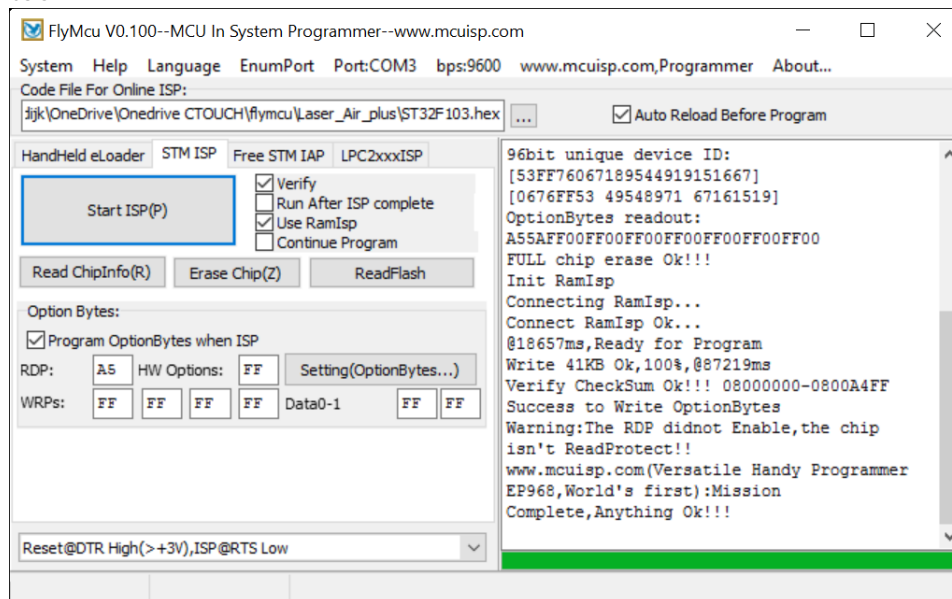 FlyMcu V0.100--MCU In System Programmer--www.mcuisp.com
System Help Language EnumPort Port:COM3 bps:9600 www.mcuisp.com,Programmer About...
Code File For Online ISP:
\OneDrive\Onedrive CTOUCH\flymcu\Laser_Air_plus\ST32F103.hex ... Auto Reload Before Program
HandHeld eLoader STM ISP Free STM IAP LPC2xxxISP
Start ISP(P)
Verify
Run After ISP complete
Use RamIsp
Continue Program
Read ChipInfo(R) Erase Chip(Z) ReadFlash
Option Bytes:
Program OptionBytes when ISP
RDP: A5 HW Options: FF Setting(OptionBytes...)
WRPs: FF FF FF FF Data0-1 FF FF
Reset@DTR High(>+3V),ISP@RTS Low
96bit unique device ID:
[53FF76067189544919151667]
[0676FF53 49548971 67161519]
OptionBytes readout:
A55AFF00FF00FF00FF00FF00FF00FF00
FULL chip erase Ok!!!
Init RamIsp
Connecting RamIsp...
Connect RamIsp Ok...
@18657ms,Ready for Program
Write 41KB Ok,100%,@87219ms
Verify CheckSum Ok!!! 08000000-0800A4FF
Success to Write OptionBytes
Warning:The RDP didnot Enable,the chip
isn't ReadProtect!!
www.mcuisp.com(Versatile Handy Programmer
EP968,World's first):Mission
Complete,Anything Ok!!!